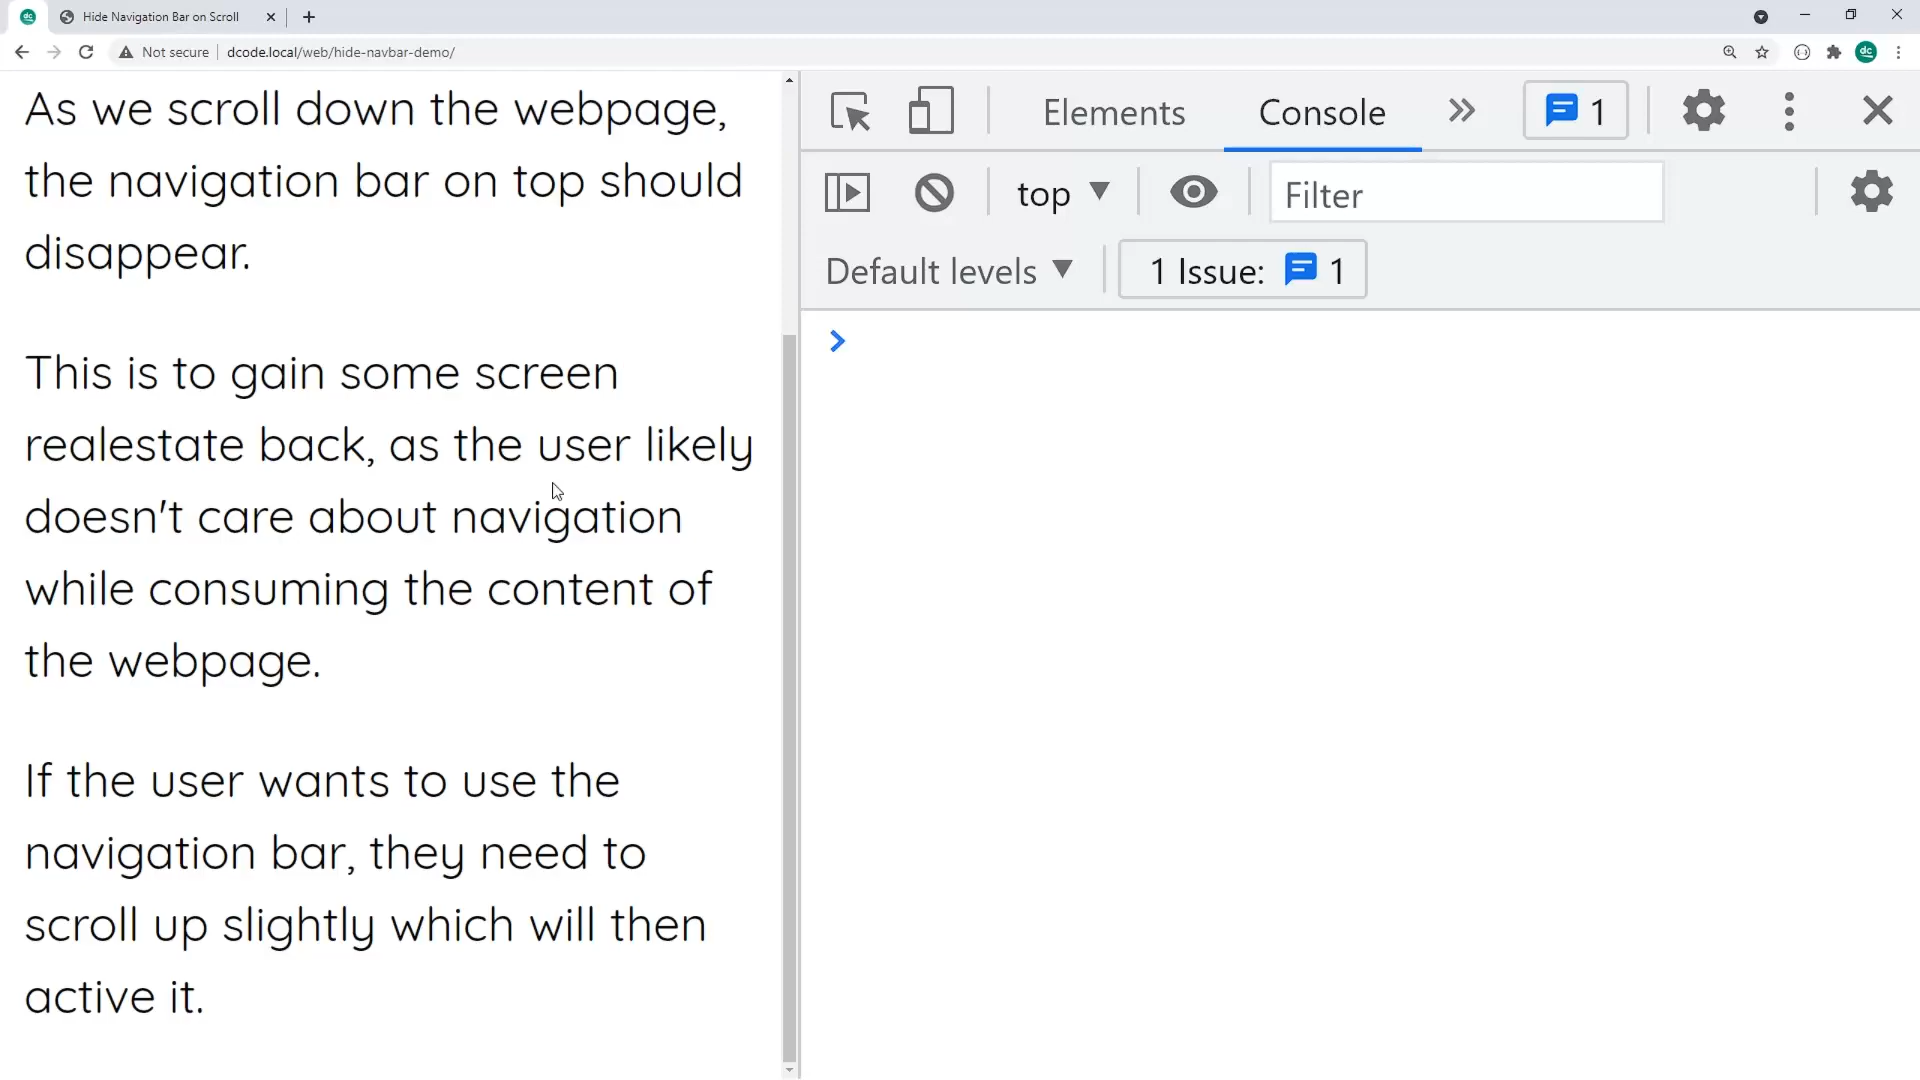 dc
Hide Navigation Bar on Scroll
Not secure
dcode.local/web/hide-navbar-demo/
dc
As we scroll down the webpage,
the navigation bar on top should
disappear.
This is to gain some screen
realestate back, as the user likely
doesn't care about navigation
while consuming the content of
the webpage.
If the user wants to use the
navigation bar, they need to
scroll up slightly which will then
active it.
Elements
Console
1
top
Filter
Default levels
1 Issue: 1